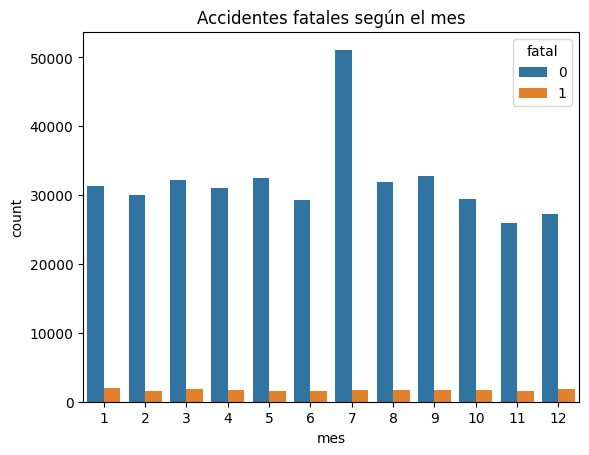 Accidentes fatales según el mes
fatal
0
1
50000
40000
30000
20000
10000
0
count
1 2 3 4 5 6 7 8 9 10 11 12
mes